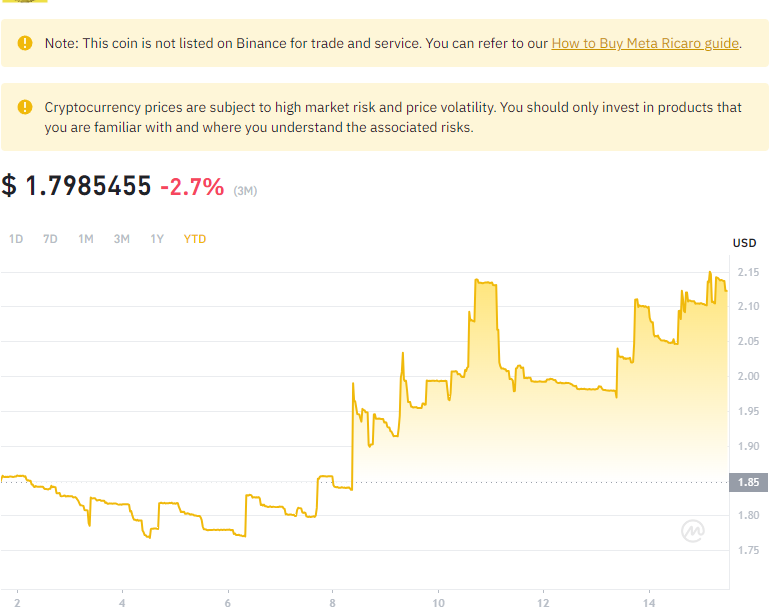 Note: This coin is not listed on Binance for trade and service. You can refer to our How to Buy Meta Ricaro guide.
Cryptocurrency prices are subject to high market risk and price volatility. You should only invest in products that
you are familiar with and where you understand the associated risks.
$ 1.7985455 -2.7% (3M)
1D 7D 1M 3M 1Y YTD
USD
2.15
2.10
2.05
2.00
1.95
1.90
1.85
1.80
1.75
2 4 6 8 10 12 14